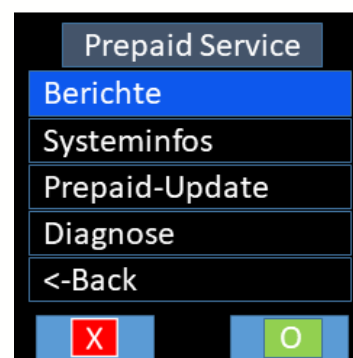 Prepaid Service
Berichte
Systeminfos
Prepaid-Update
Diagnose
<-Back
X O